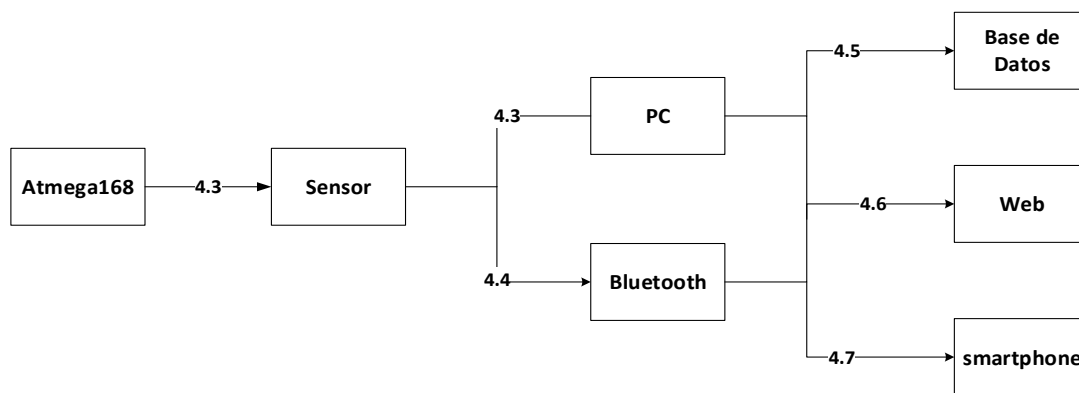 Atmega168
4.3
Sensor
4.3
4.4
PC
Bluetooth
4.5
4.6
4.7
Base de
Datos
Web
smartphone